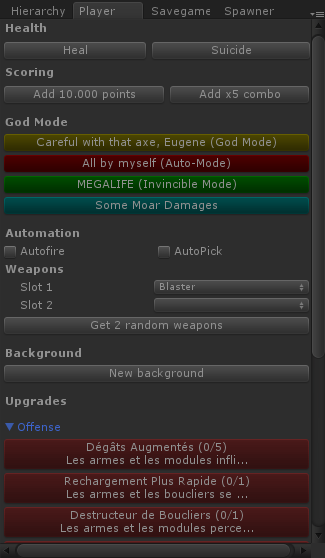 Hierarchy Player Savegame Spawner
Health
Heal Suicide
Scoring
Add 10.000 points Add x5 combo
God Mode
Careful with that axe, Eugene (God Mode)
All by myself (Auto-Mode)
MEGALIFE (Invincible Mode)
Some Moar Damages
Automation
Autofire AutoPick
Weapons
Slot 1 Blaster
Slot 2
Get 2 random weapons
Background
New background
Upgrades
Offense
Dégâts Augmentés (0/5)
Les armes et les modules infli...
Rechargement Plus Rapide (0/1)
Les armes et les boucliers se ...
Destructeur de Boucliers (0/1)
Les armes et les modules perce...